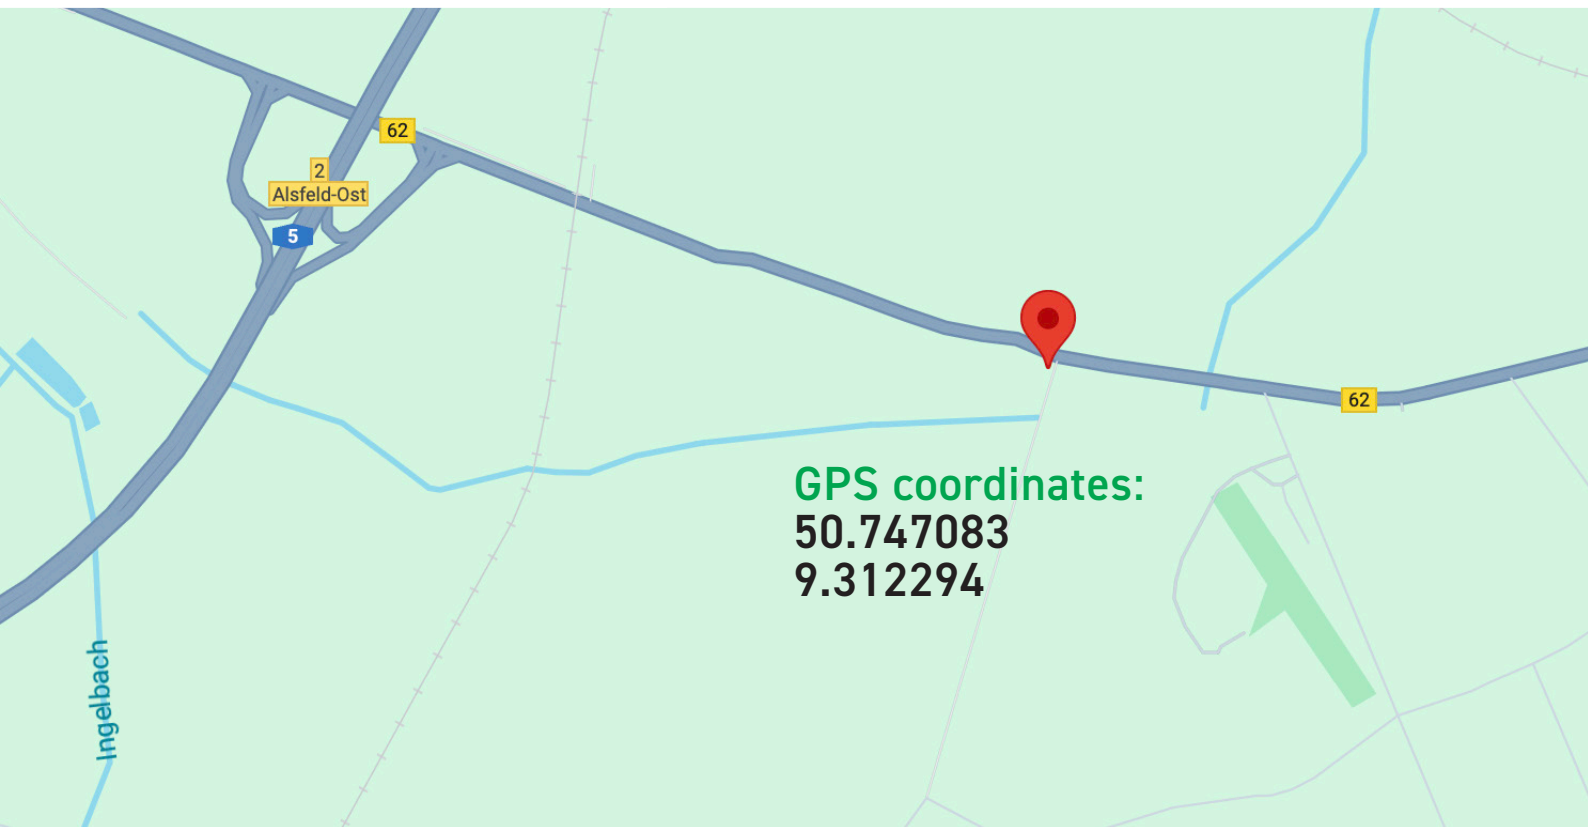 62
2
Alsfeld-Ost
5
62
GPS coordinates:
50.747083
9.312294
Ingelbach